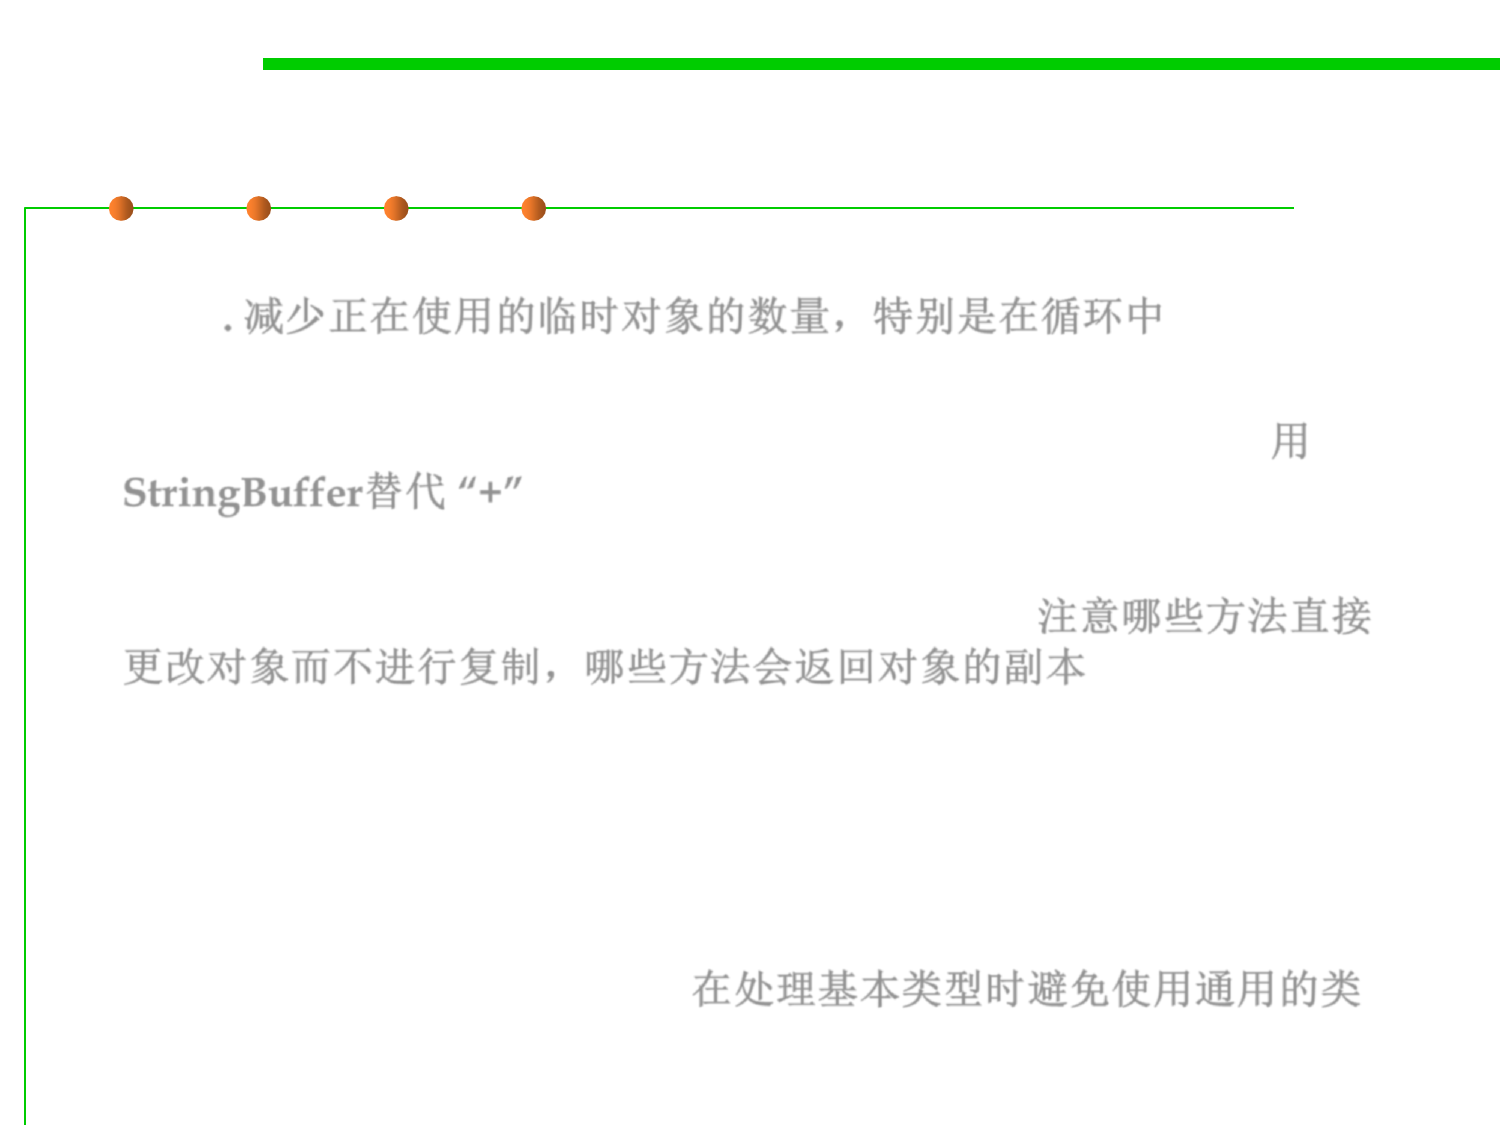 . 减少正在使用的临时对象的数量，特别是在循环中
用
StringBuffer替代 “+”
注意哪些方法直接
更改对象而不进行复制，哪些方法会返回对象的副本
在处理基本类型时避免使用通用的类